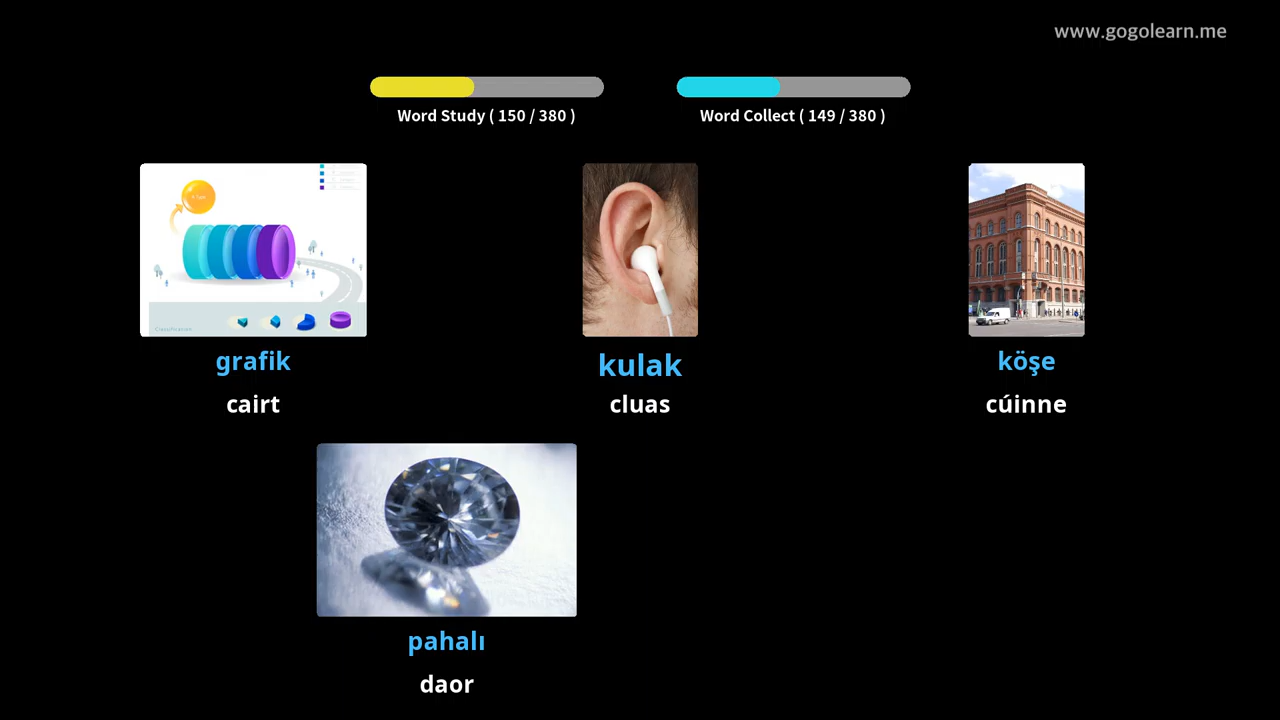 www.gogolearn.me
Word Study ( 150 / 380 )
Word Collect ( 149 / 380 )
grafik
kulak
köşe
cairt
cluas
cúinne
pahalı
daor